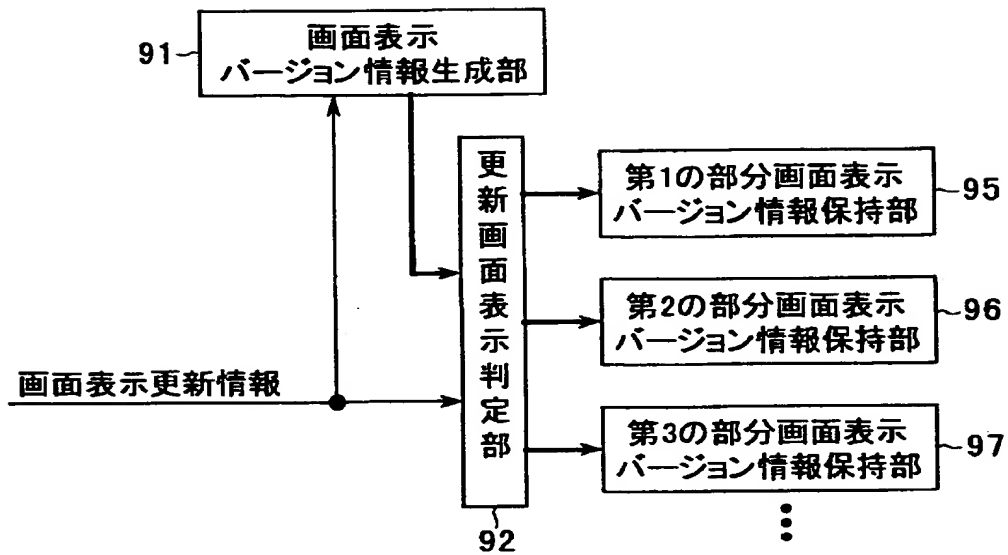 画面表示
バージョン情報生成部
91
更新画面表示判定部
92
第1の部分画面表示
バージョン情報保持部
95
第2の部分画面表示
バージョン情報保持部
96
画面表示更新情報
第3の部分画面表示
バージョン情報保持部
97